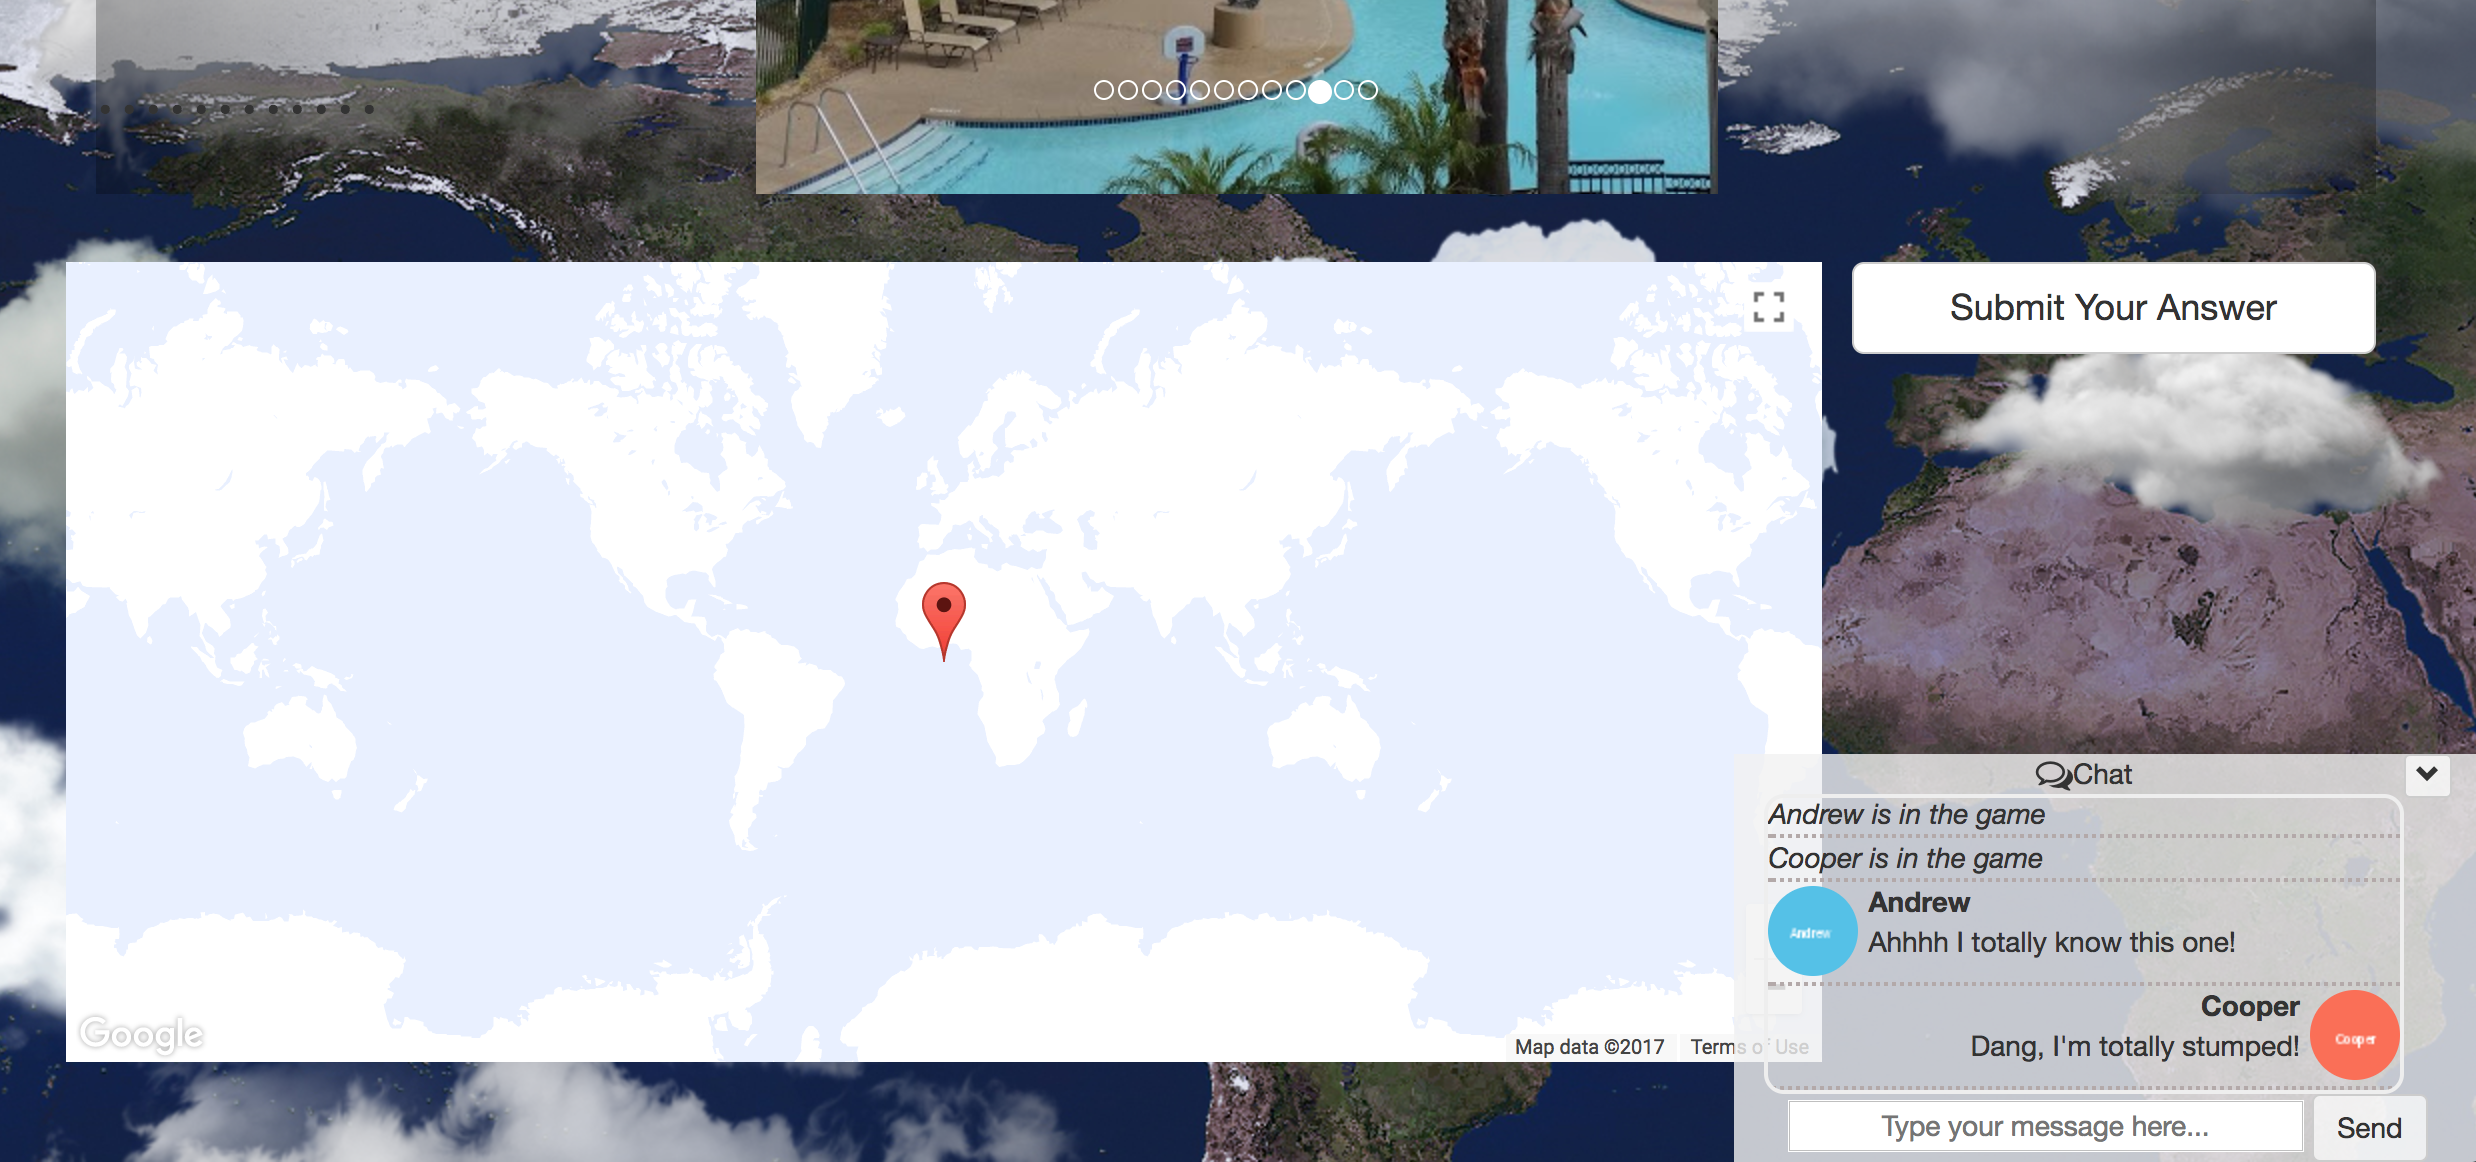 Submit Your Answer
Google
Map data ©2017
Terms of Use
Chat
Andrew is in the game
Cooper is in the game
Andrew
Andrew
Ahhhh I totally know this one!
Cooper
Dang, I'm totally stumped!
Cooper
Type your message here...
Send